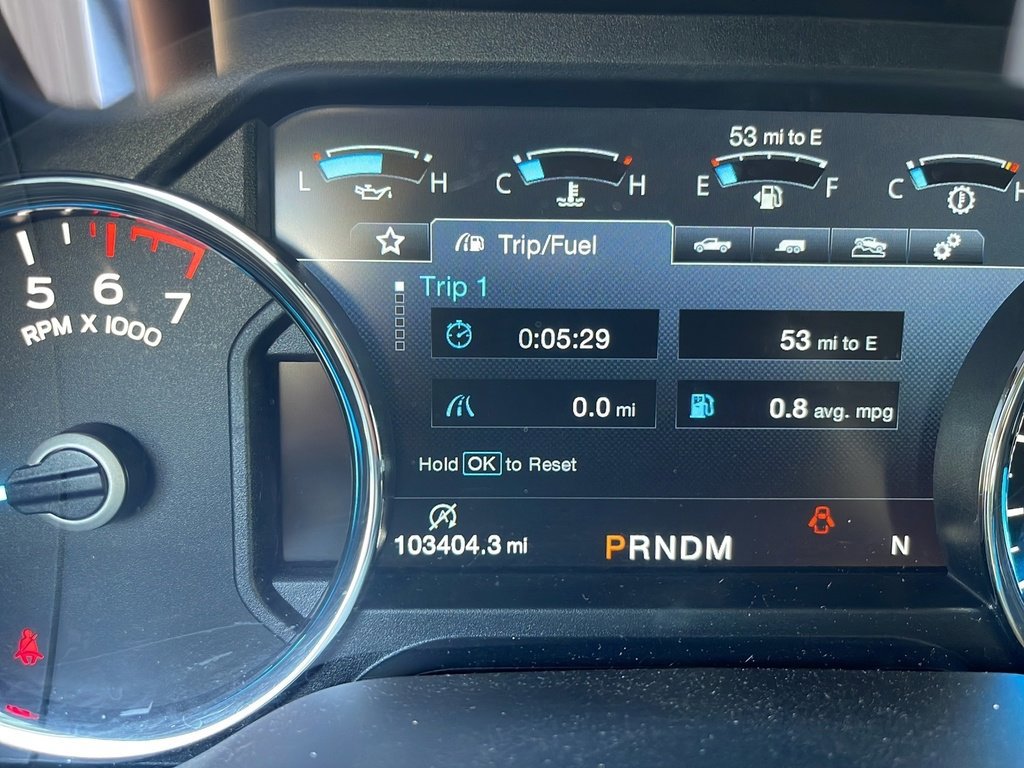 53 mi to E
L H C H E F C H
Trip/Fuel
Trip 1
0:05:29 53 mi to E
0.0 mi 0.8 avg. mpg
Hold OK to Reset
103404.3 mi PRNDM N
5 6 7
RPM X 1000